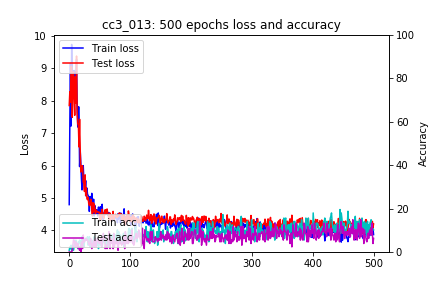 cc3_013: 500 epochs loss and accuracy
10
9
8
7
6
5
4
Loss
Train loss
Test loss
Train acc
Test acc
100
80
60
40
20
0
Accuracy
0
100
200
300
400
500